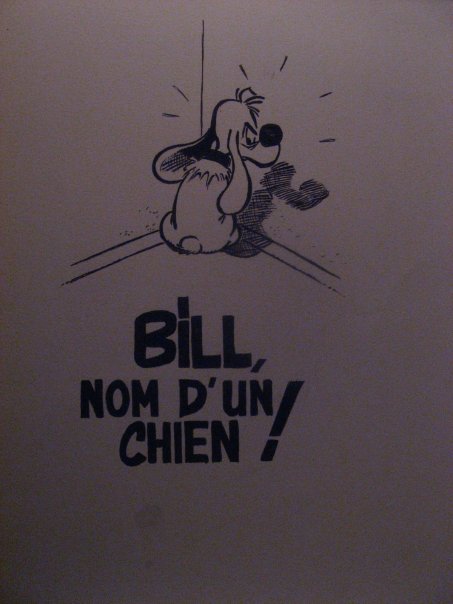 BiLL,
NOM D'UN
CHIEN !